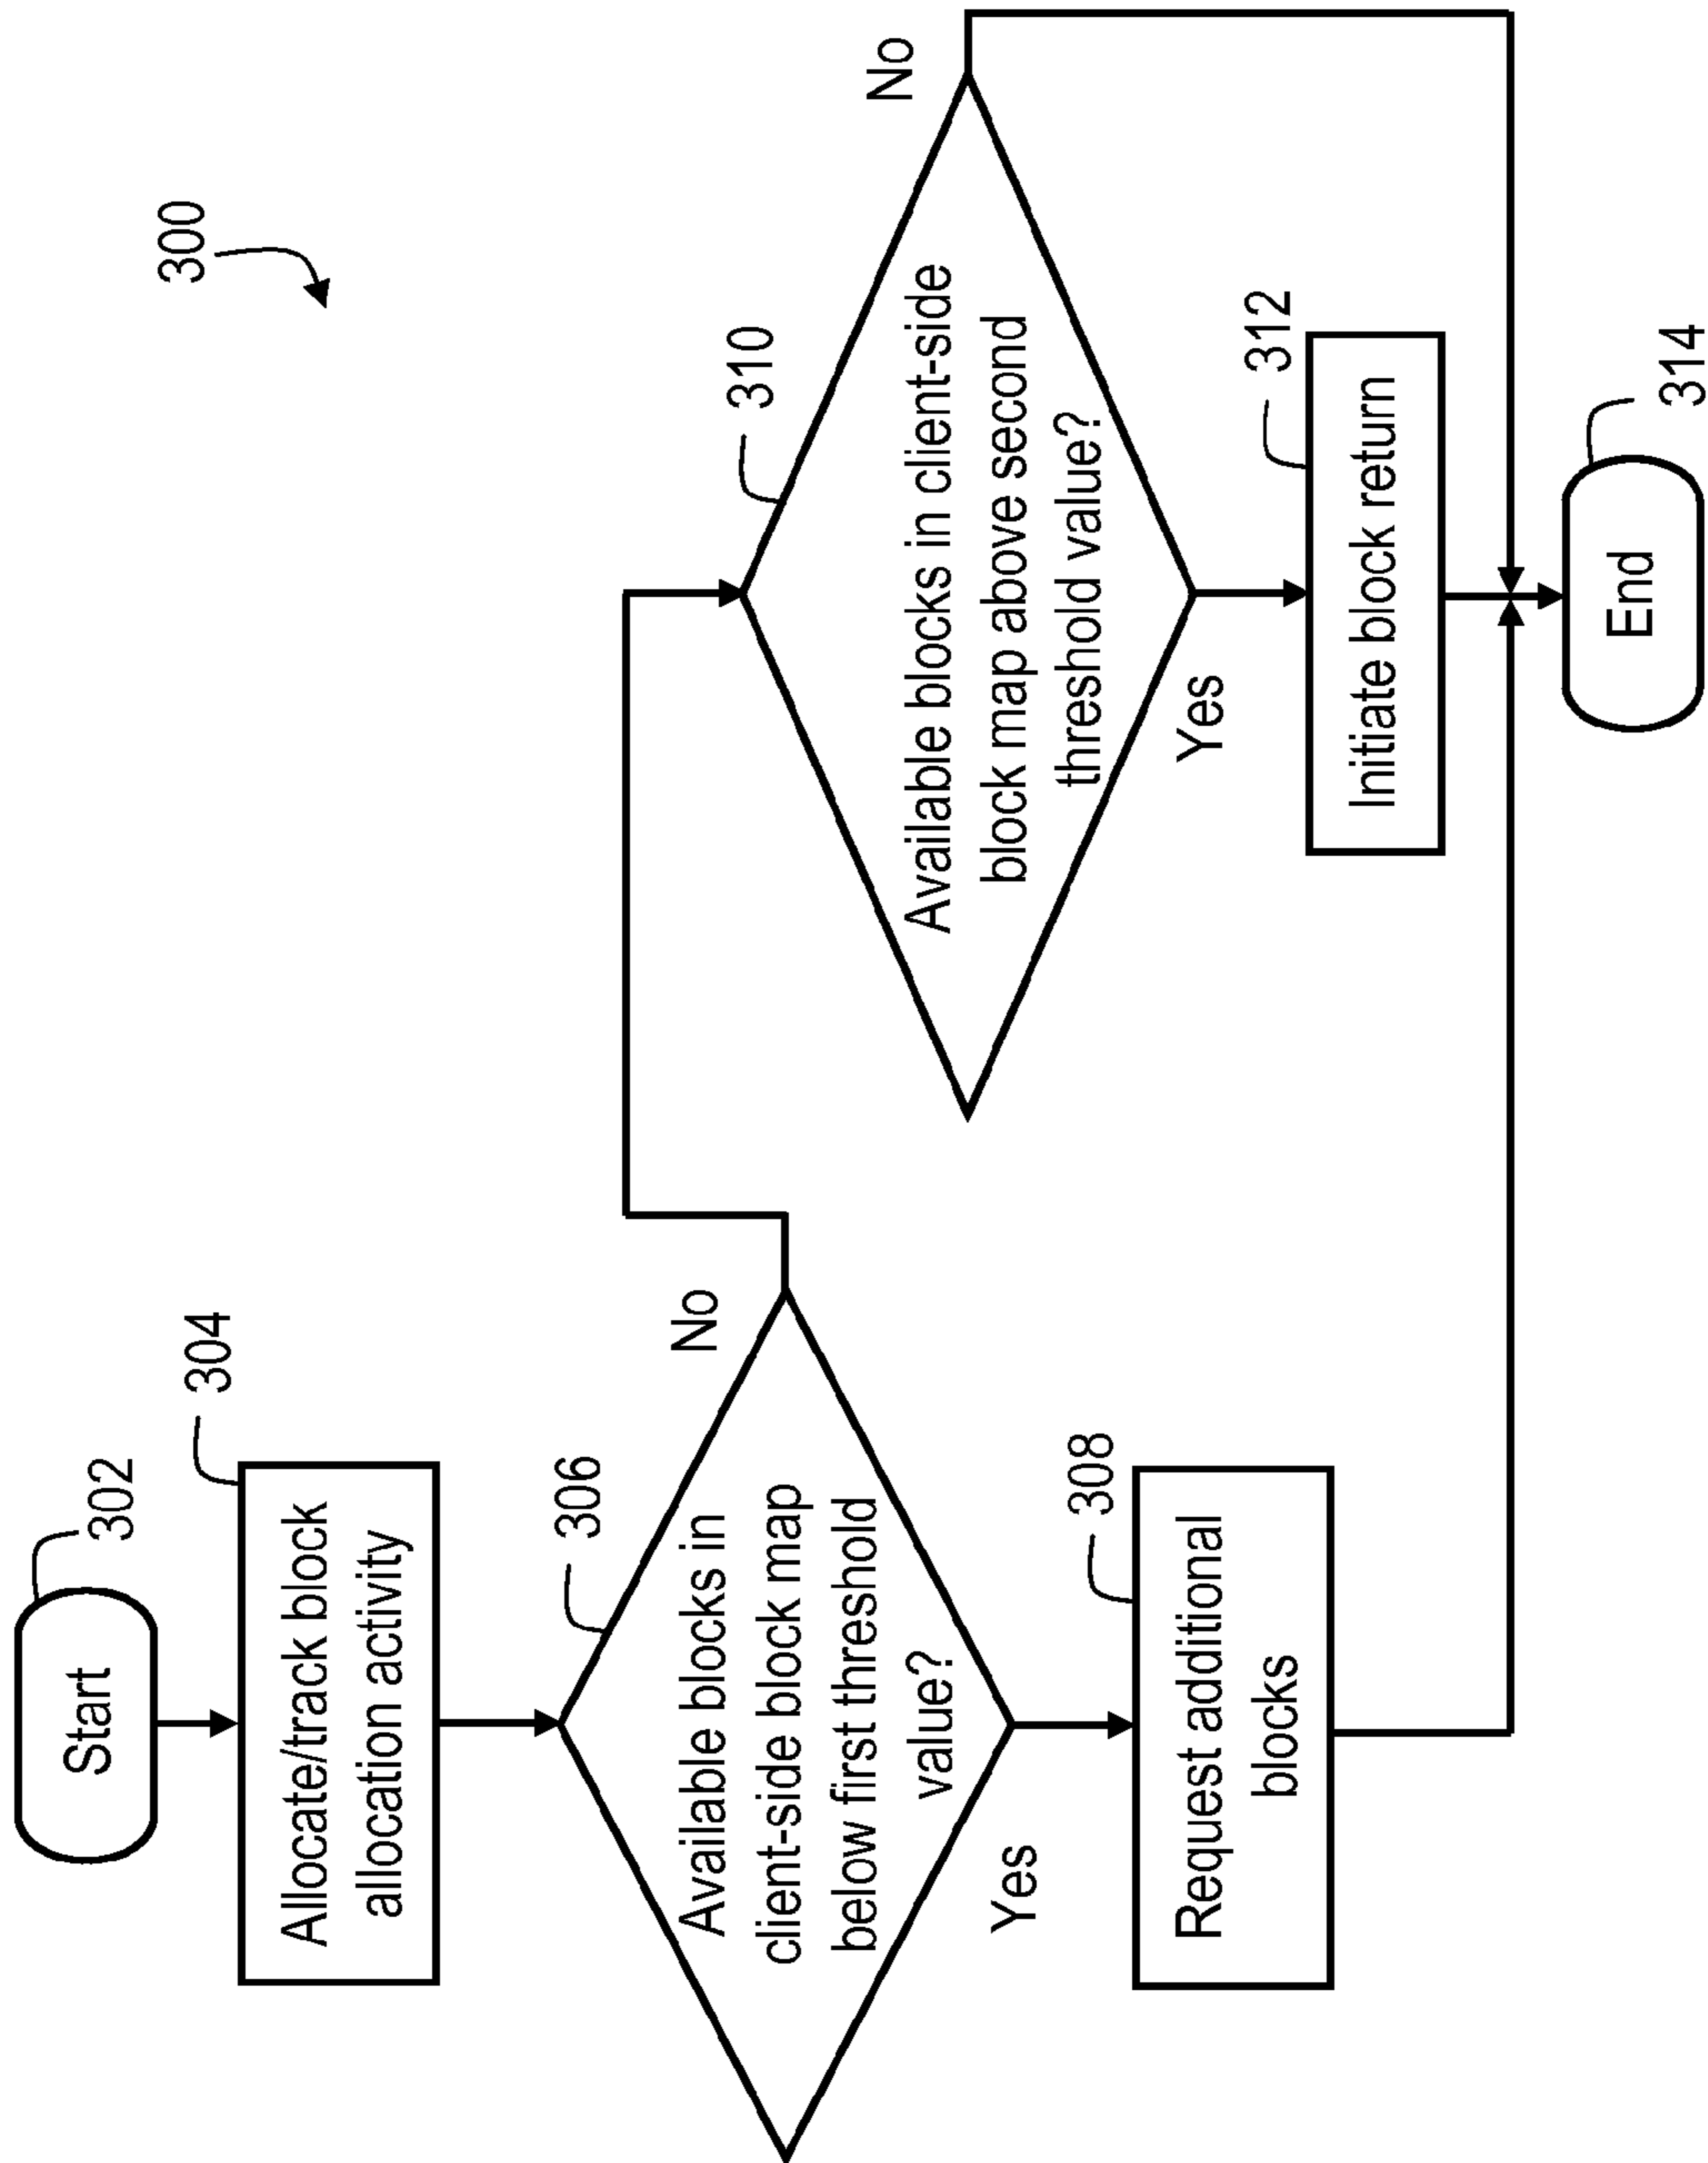 300
302
Start
304
Allocate/track block
allocation activity
306
Available blocks in
client-side block map
below first threshold
value?
No
Yes
308
Request additional
blocks
310
Available blocks in client-side
block map above second
threshold value?
No
Yes
312
Initiate block return
314
End